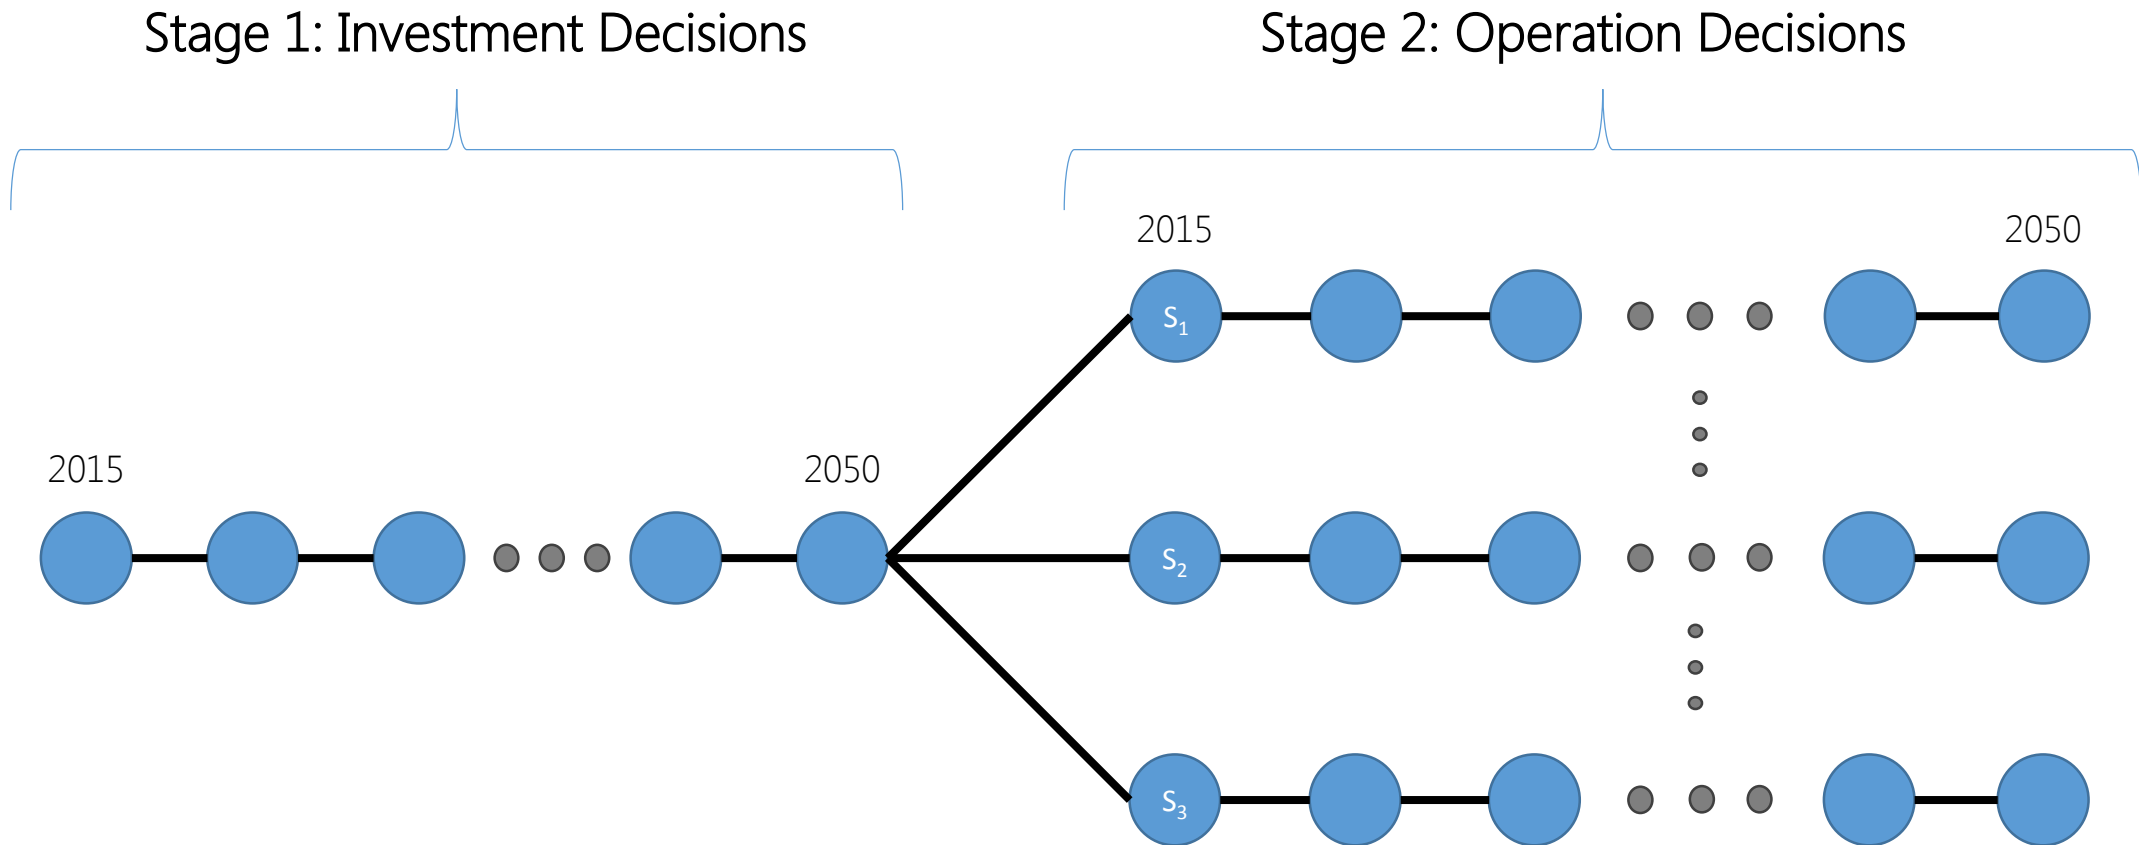 Stage 1: Investment Decisions
Stage 2: Operation Decisions
2015
2050
S₁
2015
2050
S₂
S₃